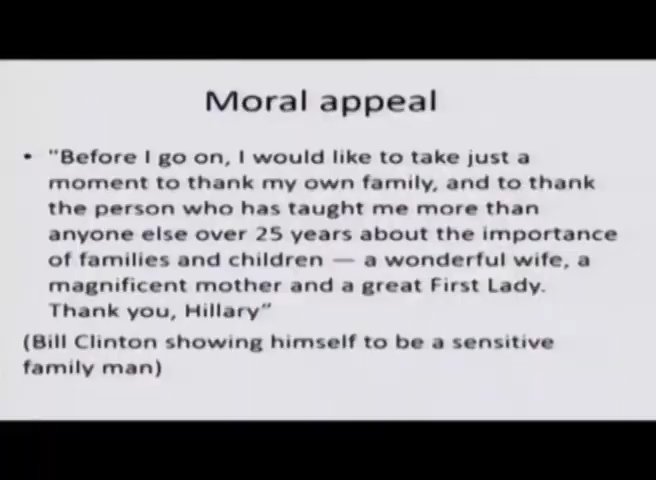 Moral appeal
• "Before I go on, I would like to take just a
moment to thank my own family, and to thank
the person who has taught me more than
anyone else over 25 years about the importance
of families and children — a wonderful wife, a
magnificent mother and a great First Lady.
Thank you, Hillary”
(Bill Clinton showing himself to be a sensitive
family man)